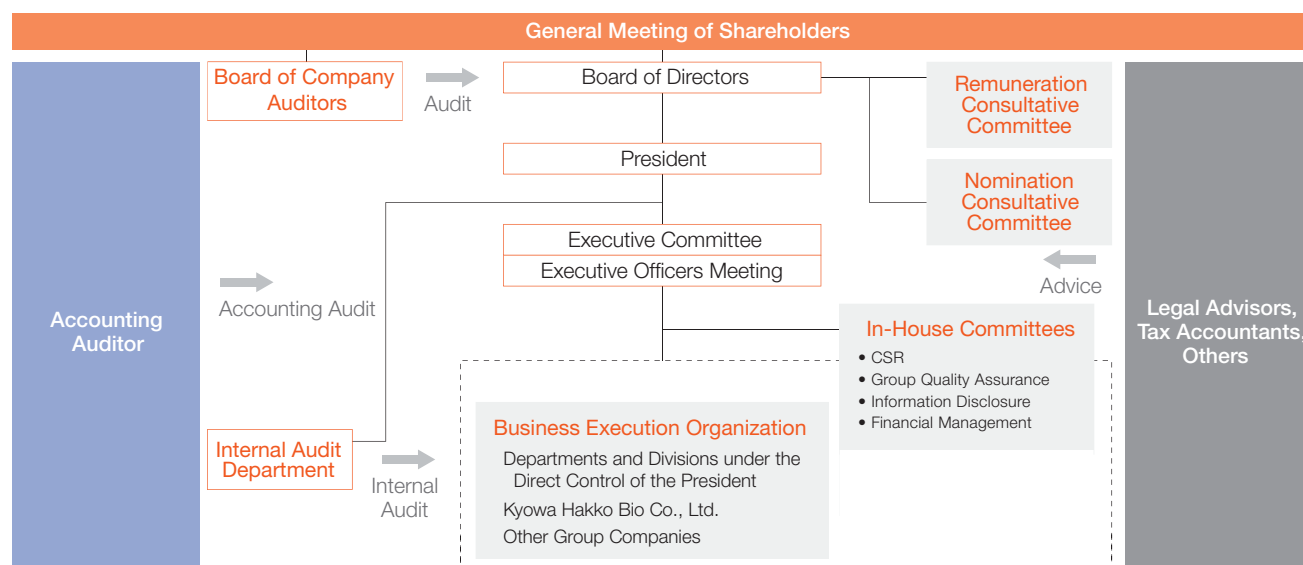 General Meeting of Shareholders
Board of Company
Auditors
Audit
Board of Directors
Remuneration
Consultative
Committee
President
Nomination
Consultative
Committee
Executive Committee
Executive Officers Meeting
Advice
Accounting Audit
Accounting
Auditor
Legal Advisors,
Tax Accountants,
Others
In-House Committees
• CSR
• Group Quality Assurance
• Information Disclosure
• Financial Management
Internal Audit
Department
Internal
Audit
Business Execution Organization
Departments and Divisions under the
Direct Control of the President
Kyowa Hakko Bio Co., Ltd.
Other Group Companies